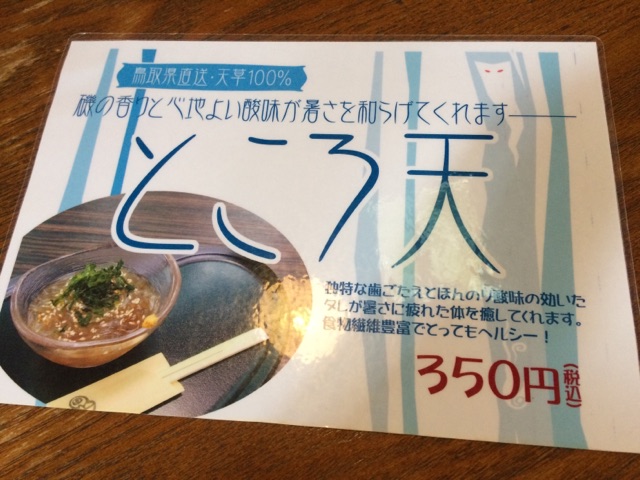 鳥取県直送・天草100%
磯の香りと心地よい酸味が暑さを和らげてくれます――
ところ天
独特な歯ごたえとほんのり酸味の効いた
タレが暑さに疲れた体を癒してくれます。
食物繊維豊富でとってもヘルシー！
350円(税込)